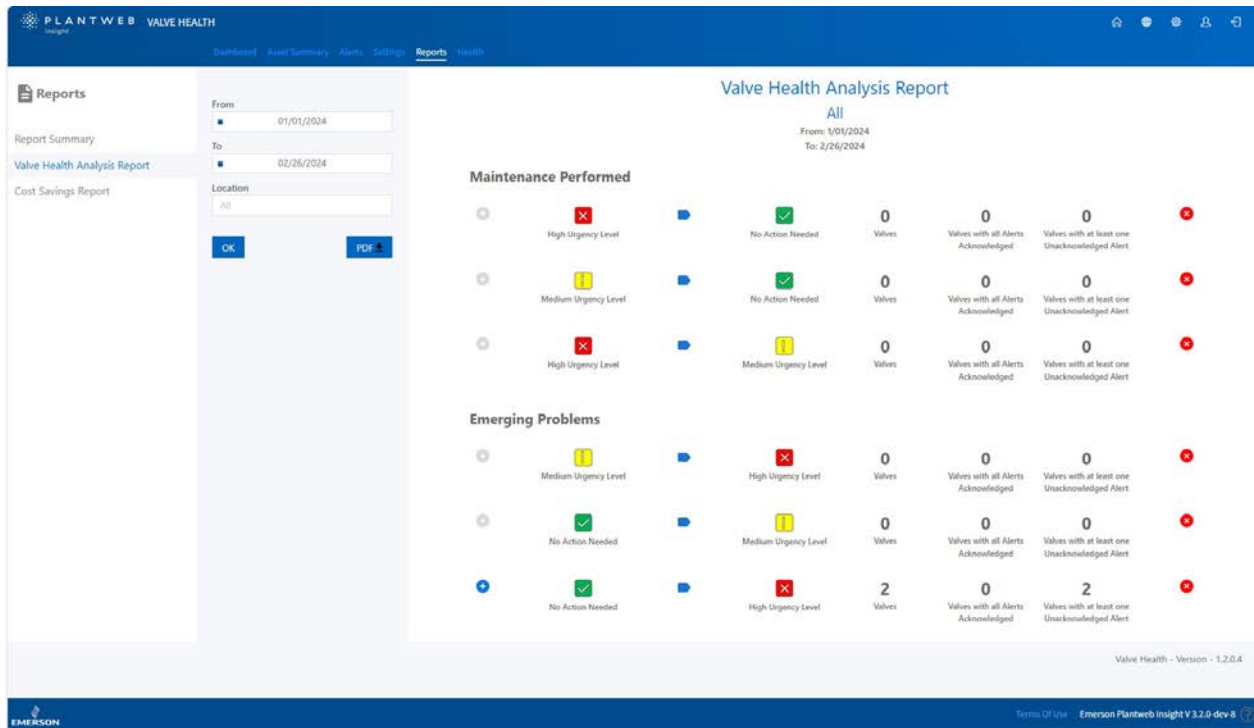 PLANTWEB VALVE HEALTH
insight
Dashboard Asset Summary Alerts Settings Reports Health
Reports
Report Summary
Valve Health Analysis Report
Cost Savings Report
From
01/01/2024
To
02/26/2024
Location
All
OK
PDF
Valve Health Analysis Report
All
From: 1/01/2024
To: 2/26/2024
Maintenance Performed
High Urgency Level
No Action Needed
0
Valves
0
Valves with all Alerts
Acknowledged
0
Valves with at least one
Unacknowledged Alert
Medium Urgency Level
No Action Needed
0
Valves
0
Valves with all Alerts
Acknowledged
0
Valves with at least one
Unacknowledged Alert
High Urgency Level
Medium Urgency Level
0
Valves
0
Valves with all Alerts
Acknowledged
0
Valves with at least one
Unacknowledged Alert
Emerging Problems
Medium Urgency Level
High Urgency Level
0
Valves
0
Valves with all Alerts
Acknowledged
0
Valves with at least one
Unacknowledged Alert
No Action Needed
Medium Urgency Level
0
Valves
0
Valves with all Alerts
Acknowledged
0
Valves with at least one
Unacknowledged Alert
No Action Needed
High Urgency Level
2
Valves
0
Valves with all Alerts
Acknowledged
2
Valves with at least one
Unacknowledged Alert
Valve Health - Version - 1.2.0.4
EMERSON
Terms Of Use Emerson Plantweb Insight V 3.2.0-dev-8 ?